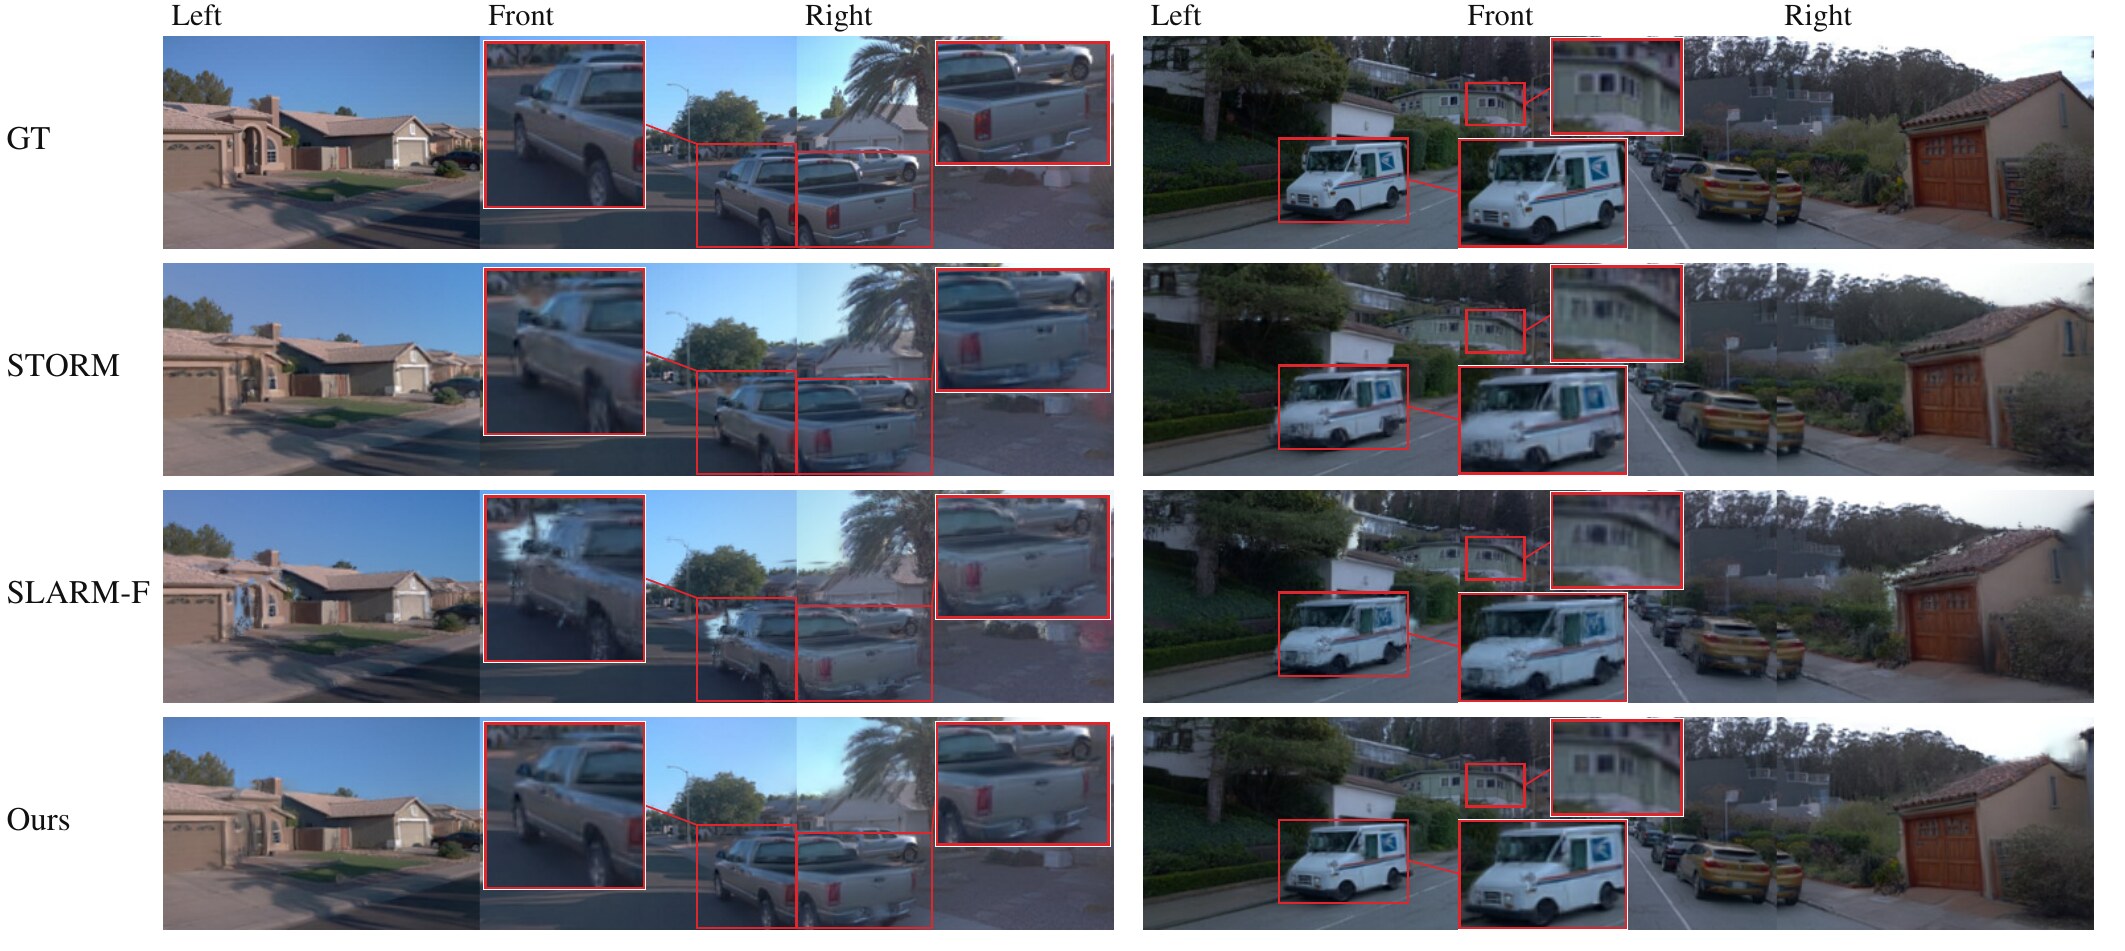 Left Front Right Left Front Right
GT
STORM
SLARM-F
Ours